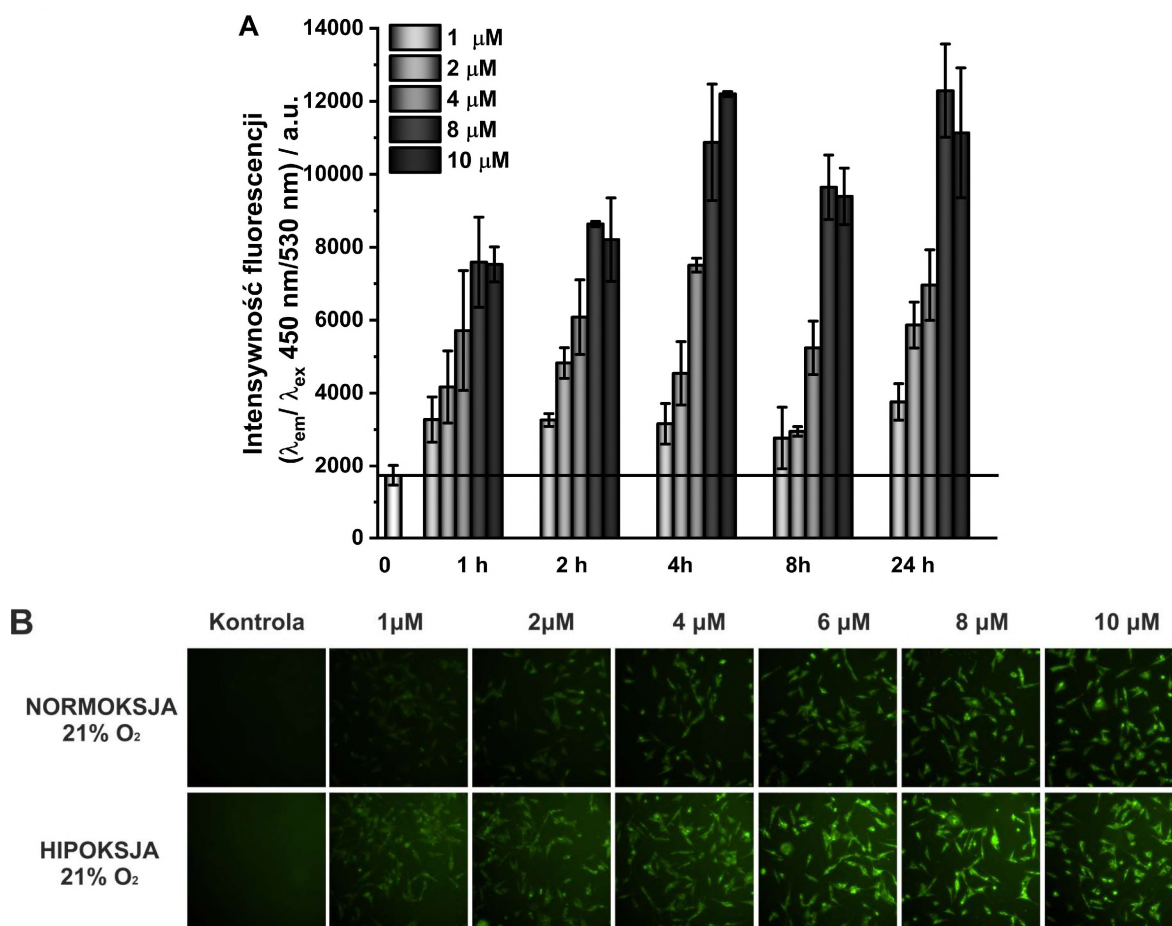 A
14000
12000
10000
8000
6000
4000
2000
0
Intensywność fluorescencji
(λem/ λex 450 nm/530 nm) / a.u.
1 μM
2 μM
4 μM
8 μM
10 μM
0 1 h 2 h 4h 8h 24 h
B
Kontrola 1μM 2μM 4 μM 6 μM 8 μM 10 μM
NORMOKSJA
21% O₂
HIPOKSJA
21% O₂